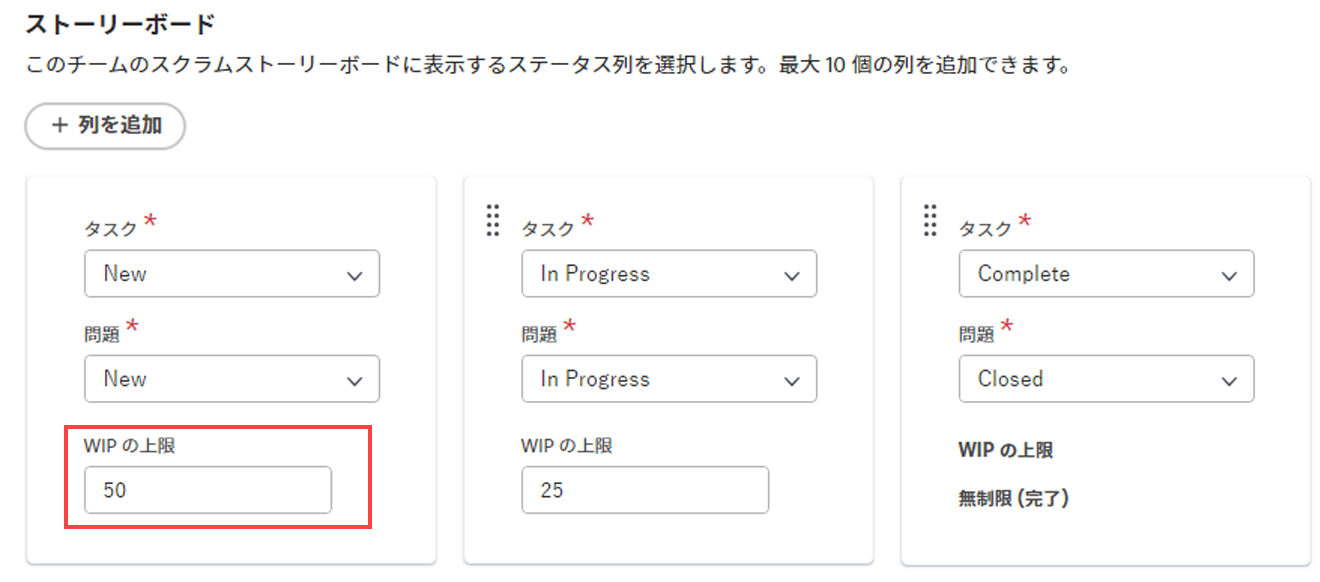 ストーリーボード
このチームのスクラムストーリーボードに表示するステータス列を選択します。最大 10 個の列を追加できます。
+ 列を追加
タスク *
New
問題 *
New
WIP の上限
50
タスク *
In Progress
問題 *
In Progress
WIP の上限
25
タスク *
Complete
問題 *
Closed
WIP の上限
無制限 (完了)